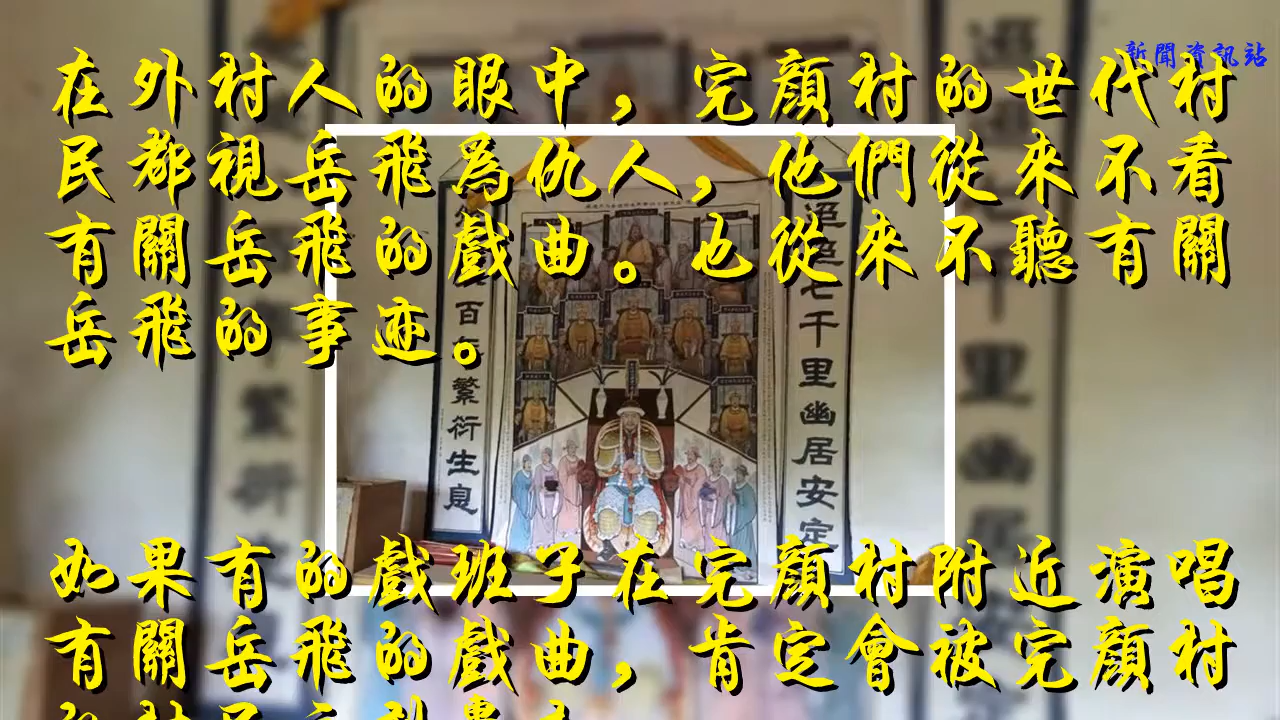 新聞資訊站
在外村人的眼中，完顏村的世代村
民都視岳飛為仇人，他們從來不看
有關岳飛的戲曲。也從來不聽有關
岳飛的事迹。
百
繁衍生息
七千里幽居安定
如果有的戲班子在完顏村附近演唱
有關岳飛的戲曲，肯定會被完顏村